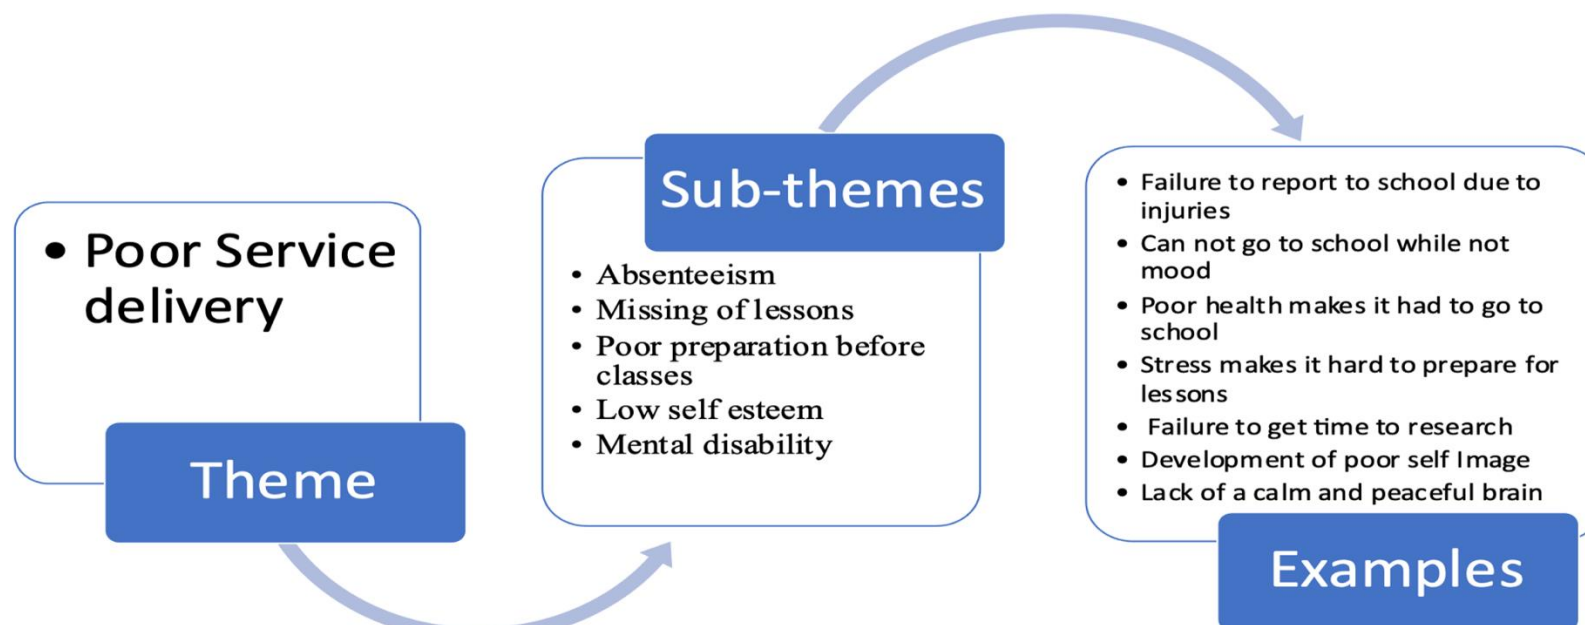 • Poor Service
delivery
Theme
Sub-themes
• Absenteeism
• Missing of lessons
• Poor preparation before
classes
• Low self esteem
• Mental disability
• Failure to report to school due to
injuries
• Can not go to school while not
mood
• Poor health makes it had to go to
school
• Stress makes it hard to prepare for
lessons
• Failure to get time to research
• Development of poor self Image
• Lack of a calm and peaceful brain
Examples